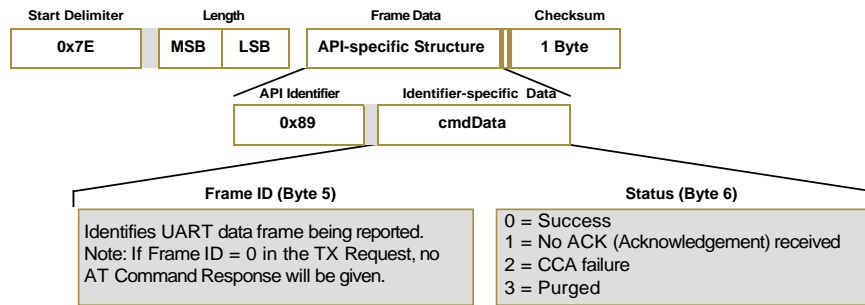 Start Delimiter Length Frame Data Checksum
0x7E MSB LSB API-specific Structure 1 Byte
API Identifier Identifier-specific Data
0x89 cmdData
Frame ID (Byte 5)
Identifies UART data frame being reported.
Note: If Frame ID = 0 in the TX Request, no
AT Command Response will be given.
Status (Byte 6)
0 = Success
1 = No ACK (Acknowledgement) received
2 = CCA failure
3 = Purged